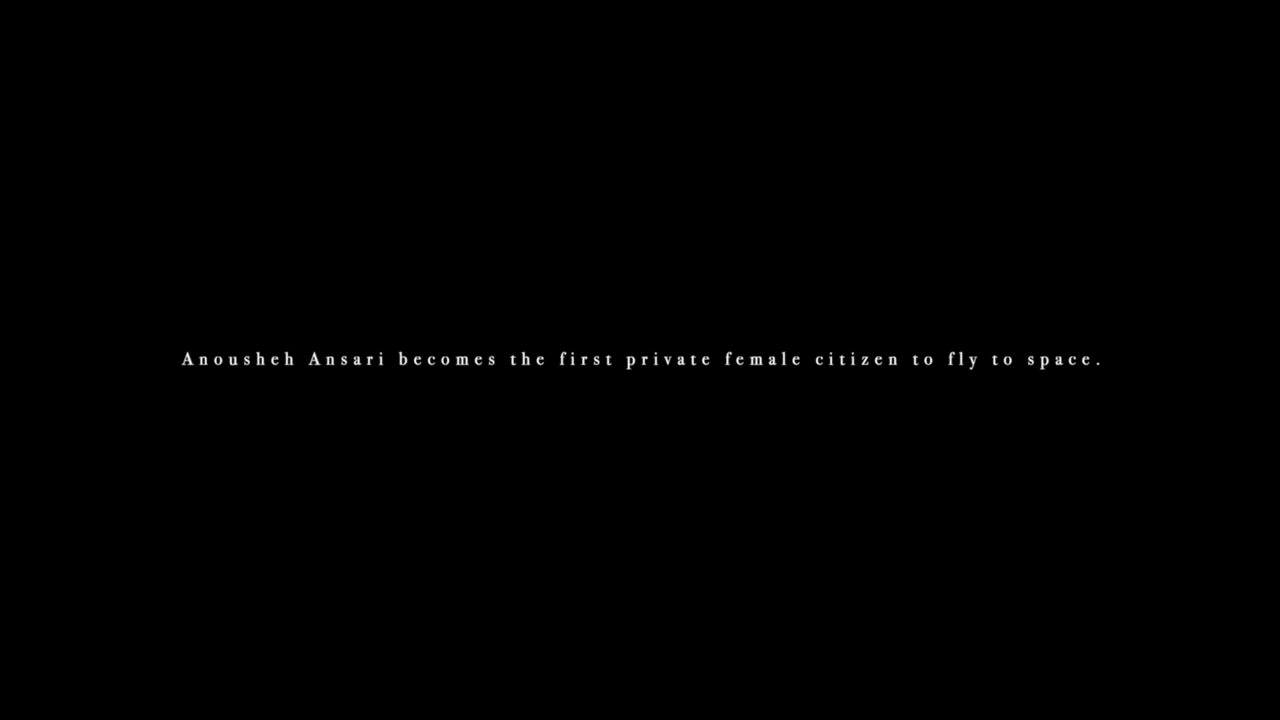 Anousheh Ansari becomes the first private female citizen to fly to space.